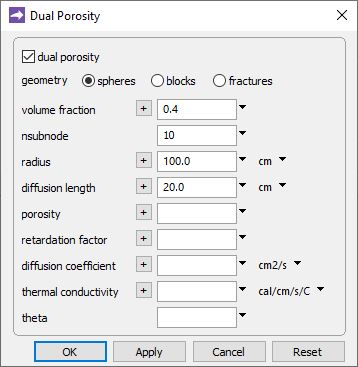 Dual Porosity
dual porosity
geometry spheres blocks fractures
volume fraction + 0.4
nsubnode 10
radius + 100.0 cm
diffusion length + 20.0 cm
porosity +
retardation factor +
diffusion coefficient + cm2/s
thermal conductivity + cal/cm/s/C
theta
OK Apply Cancel Reset